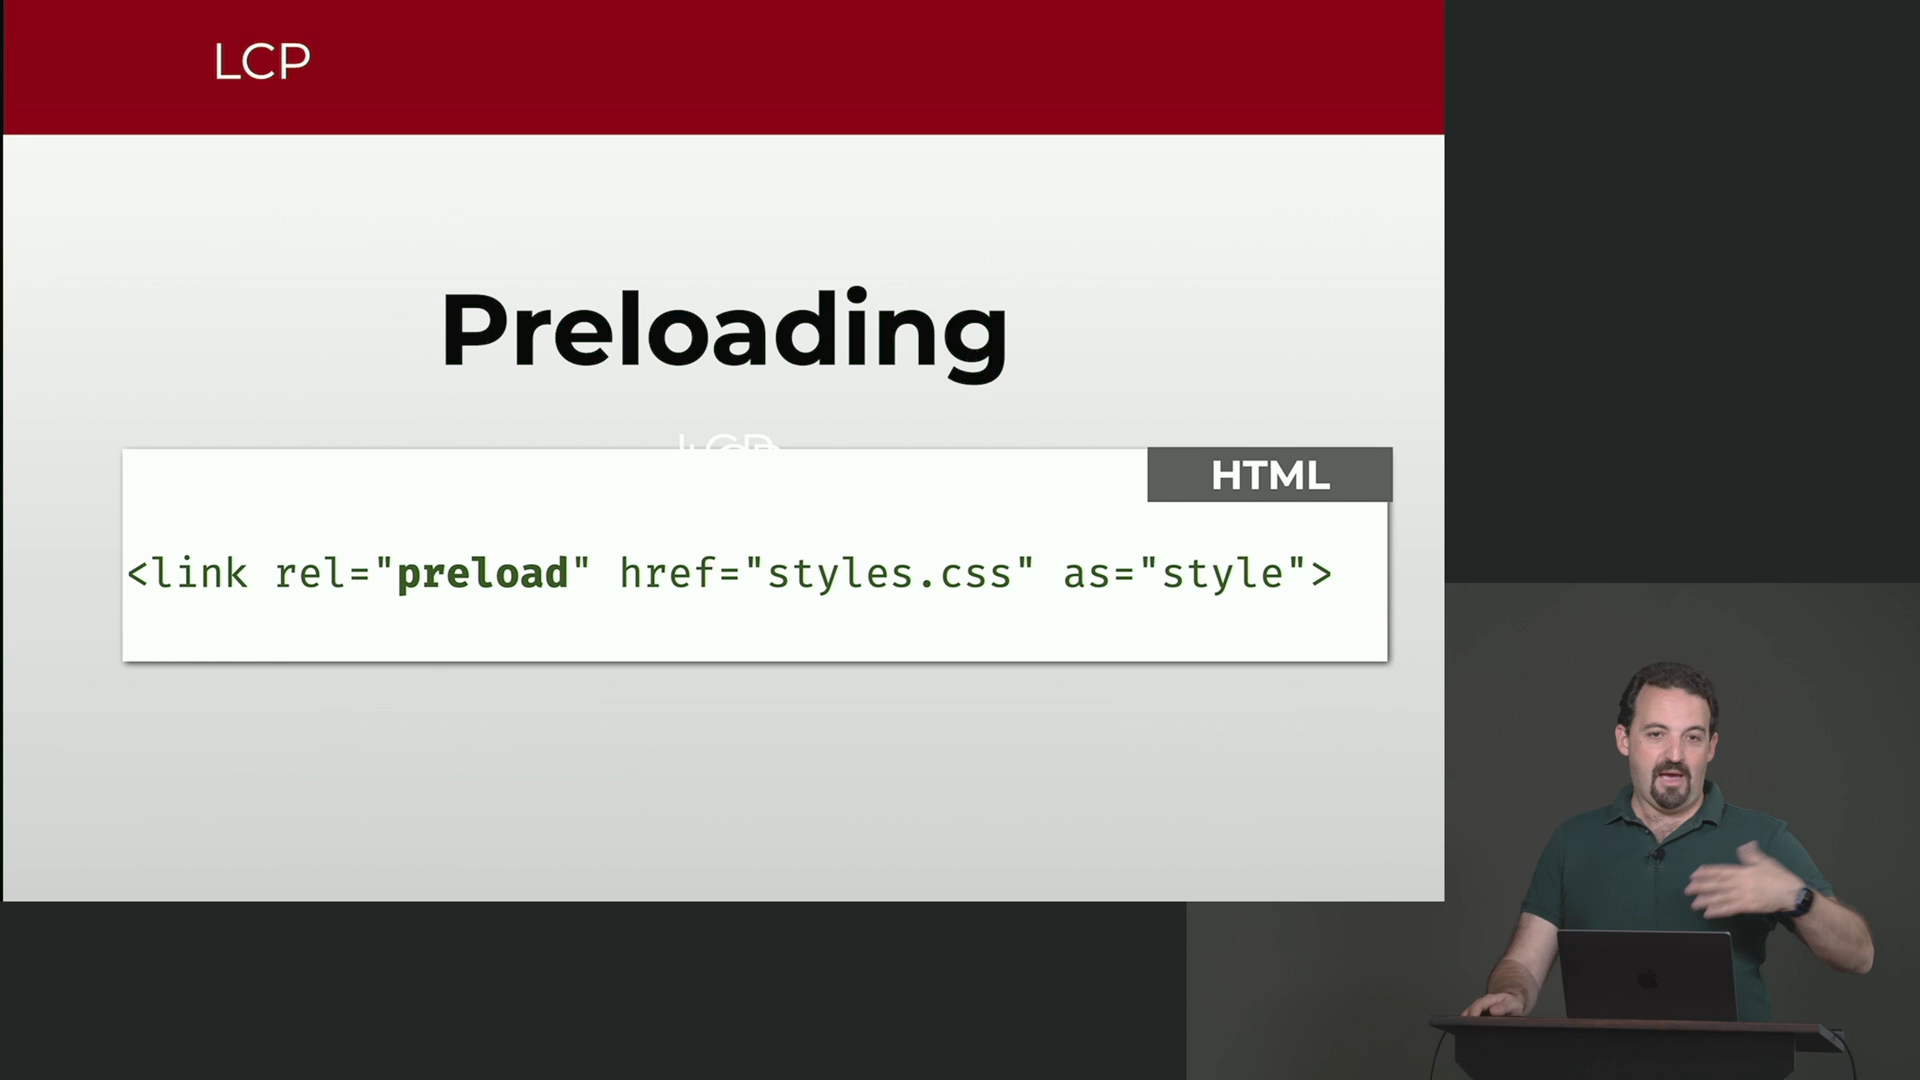 LCP
Preloading
HTML
<link rel="preload" href="styles.css" as="style">